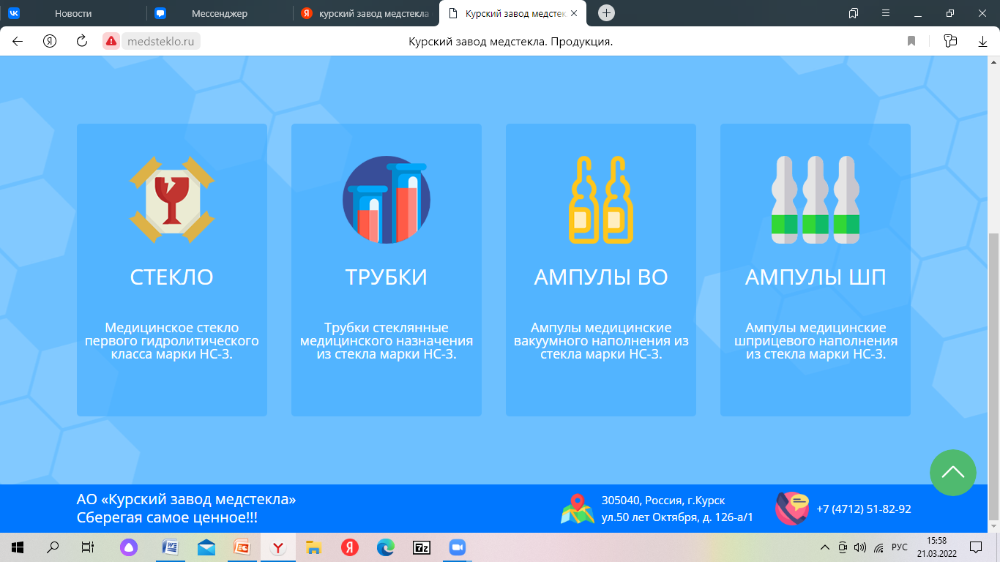 Новости
Мессенджер
Я
курский завод медстекла
Курский завод медстек
Я
medsteklo.ru
Курский завод медстекла. Продукция.
СТЕКЛО
Медицинское стекло
первого гидролитического
класса марки НС-3.
ТРУБКИ
Трубки стеклянные
медицинского назначения
из стекла марки НС-3.
АМПУЛЫ ВО
Ампулы медицинские
вакуумного наполнения из
стекла марки НС-3.
АМПУЛЫ ШП
Ампулы медицинские
шприцевого наполнения
из стекла марки НС-3.
АО «Курский завод медстекла»
Сберегая самое ценное!!!
305040, Россия, г.Курск
ул.50 лет Октября, д. 126-а/1
+7 (4712) 51-82-92
W
Y
Я
7z
РУС
15:58
21.03.2022